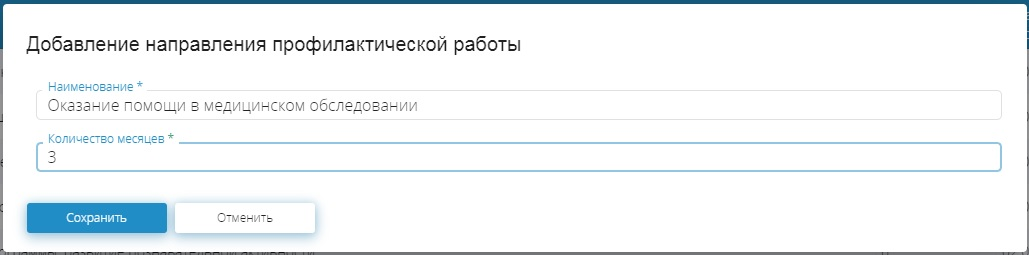 Добавление направления профилактической работы
Наименование *
Оказание помощи в медицинском обследовании
Количество месяцев *
3
Сохранить
Отменить